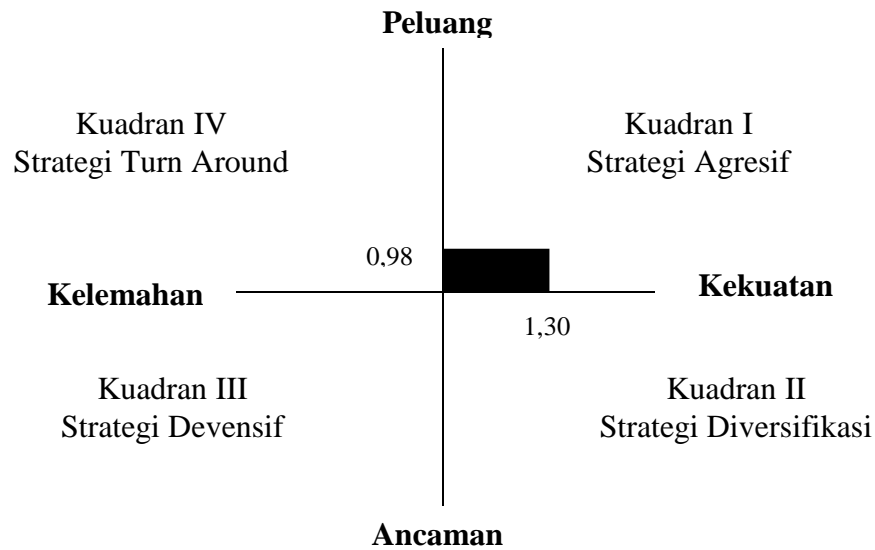 Peluang
Kuadran IV
Strategi Turn Around
Kuadran I
Strategi Agresif
0,98
Kelemahan
Kekuatan
1,30
Kuadran III
Strategi Devensif
Kuadran II
Strategi Diversifikasi
Ancaman